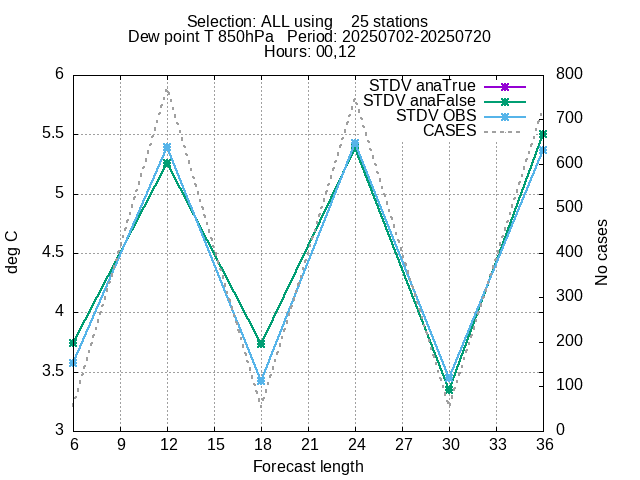 Selection: ALL using    25 stations
Dew point T 850hPa   Period: 20250702-20250720
Hours: 00,12
STDV anaTrue
STDV anaFalse
STDV OBS
CASES
deg C
6
5.5
5
4.5
4
3.5
3
No cases
800
700
600
500
400
300
200
100
0
6 9 12 15 18 21 24 27 30 33 36
Forecast length